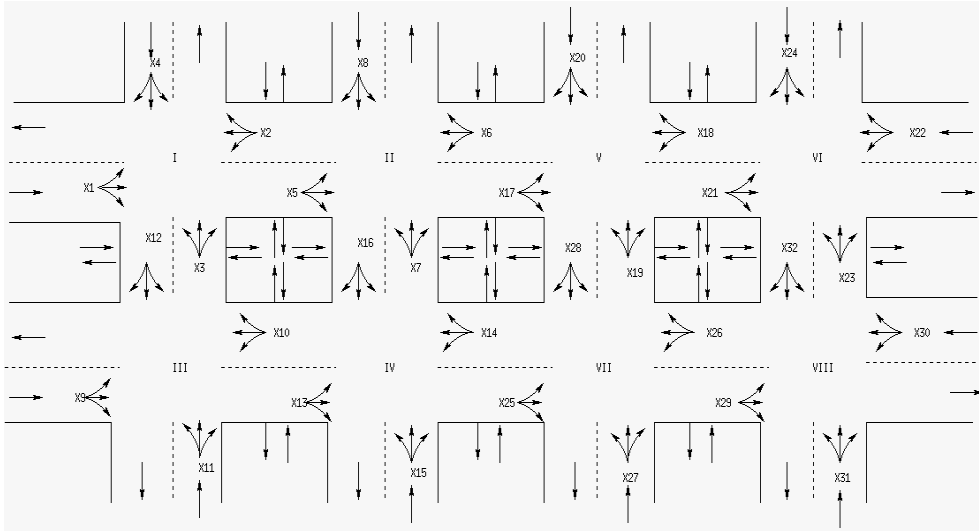 X4 X8 X20 X24
X2 X6 X18 X22
I II V VI
X1 X5 X17 X21
X12 X16 X28 X32
X3 X7 X19 X23
X10 X14 X26 X30
III IV VII VIII
X9 X13 X25 X29
X11 X15 X27 X31